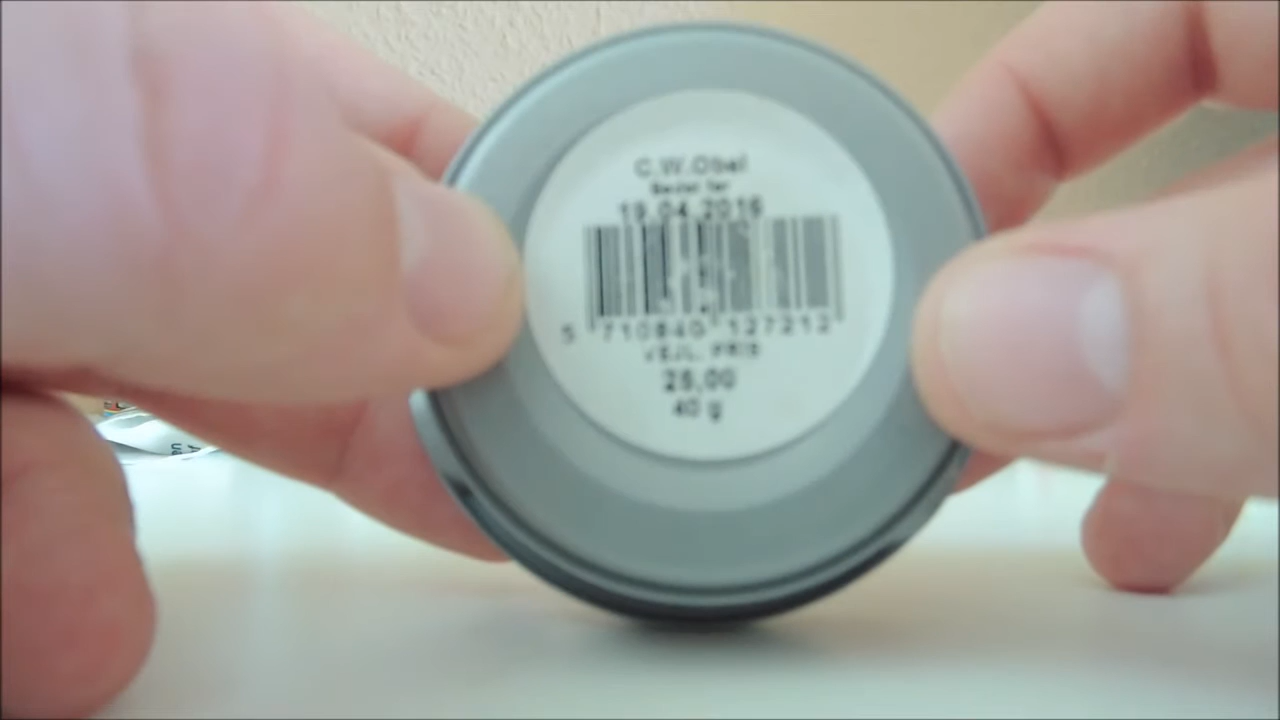 C.W.Obel
Bedst før
19.04.2016
5 710840 127212
VEJL. PRIS
25,00
40 g